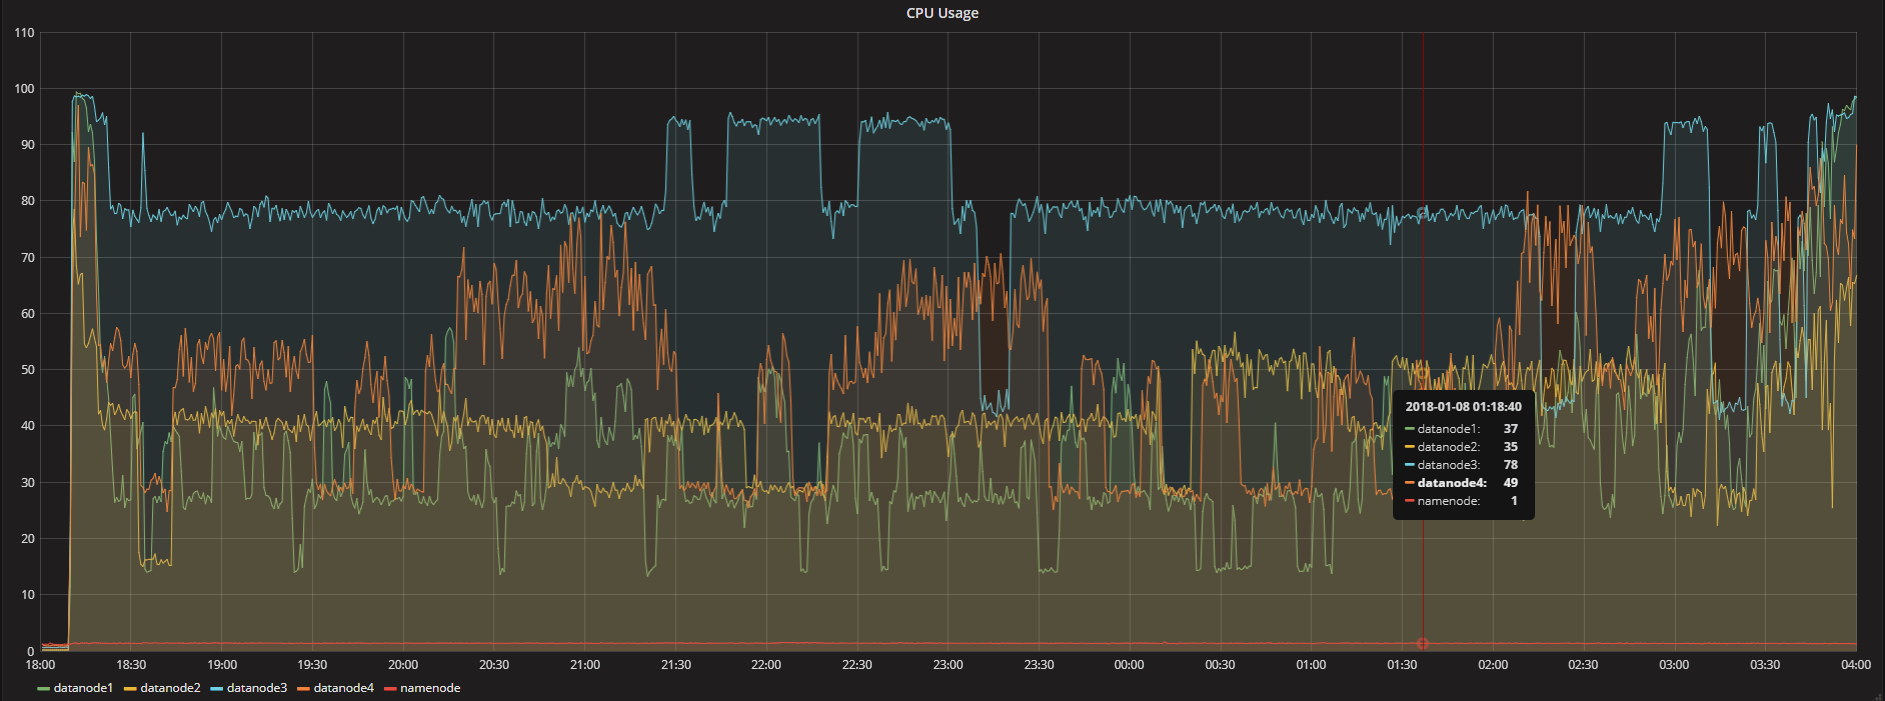 CPU Usage
110
100
90
80
70
60
50
40
30
20
10
0
18:00 18:30 19:00 19:30 20:00 20:30 21:00 21:30 22:00 22:30 23:00 23:30 00:00 00:30 01:00 01:30 02:00 02:30 03:00 03:30 04:00
2018-01-08 01:18:40
datanode1: 37
datanode2: 35
datanode3: 78
datanode4: 49
namenode: 1
datanode1 datanode2 datanode3 datanode4 namenode